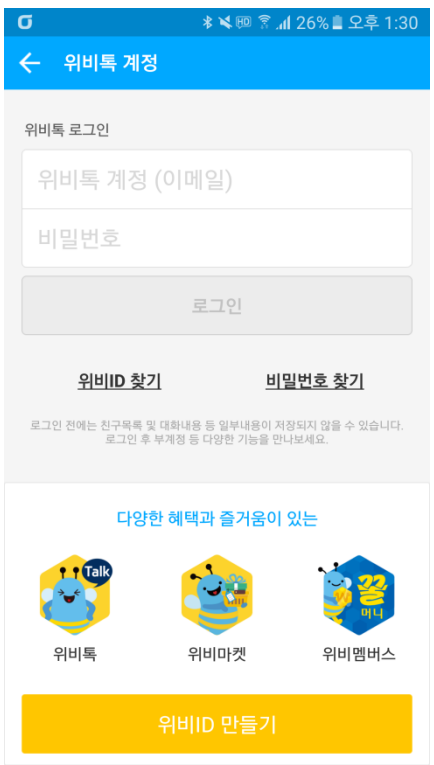 26% 오후 1:30
위비톡 계정
위비톡 로그인
위비톡 계정 (이메일)
비밀번호
로그인
위비ID 찾기 비밀번호 찾기
로그인 전에는 친구목록 및 대화내용 등 일부내용이 저장되지 않을 수 있습니다.
로그인 후 부계정 등 다양한 기능을 만나보세요.
다양한 혜택과 즐거움이 있는
Talk
꿀
머니
위비톡 위비마켓 위비멤버스
위비ID 만들기